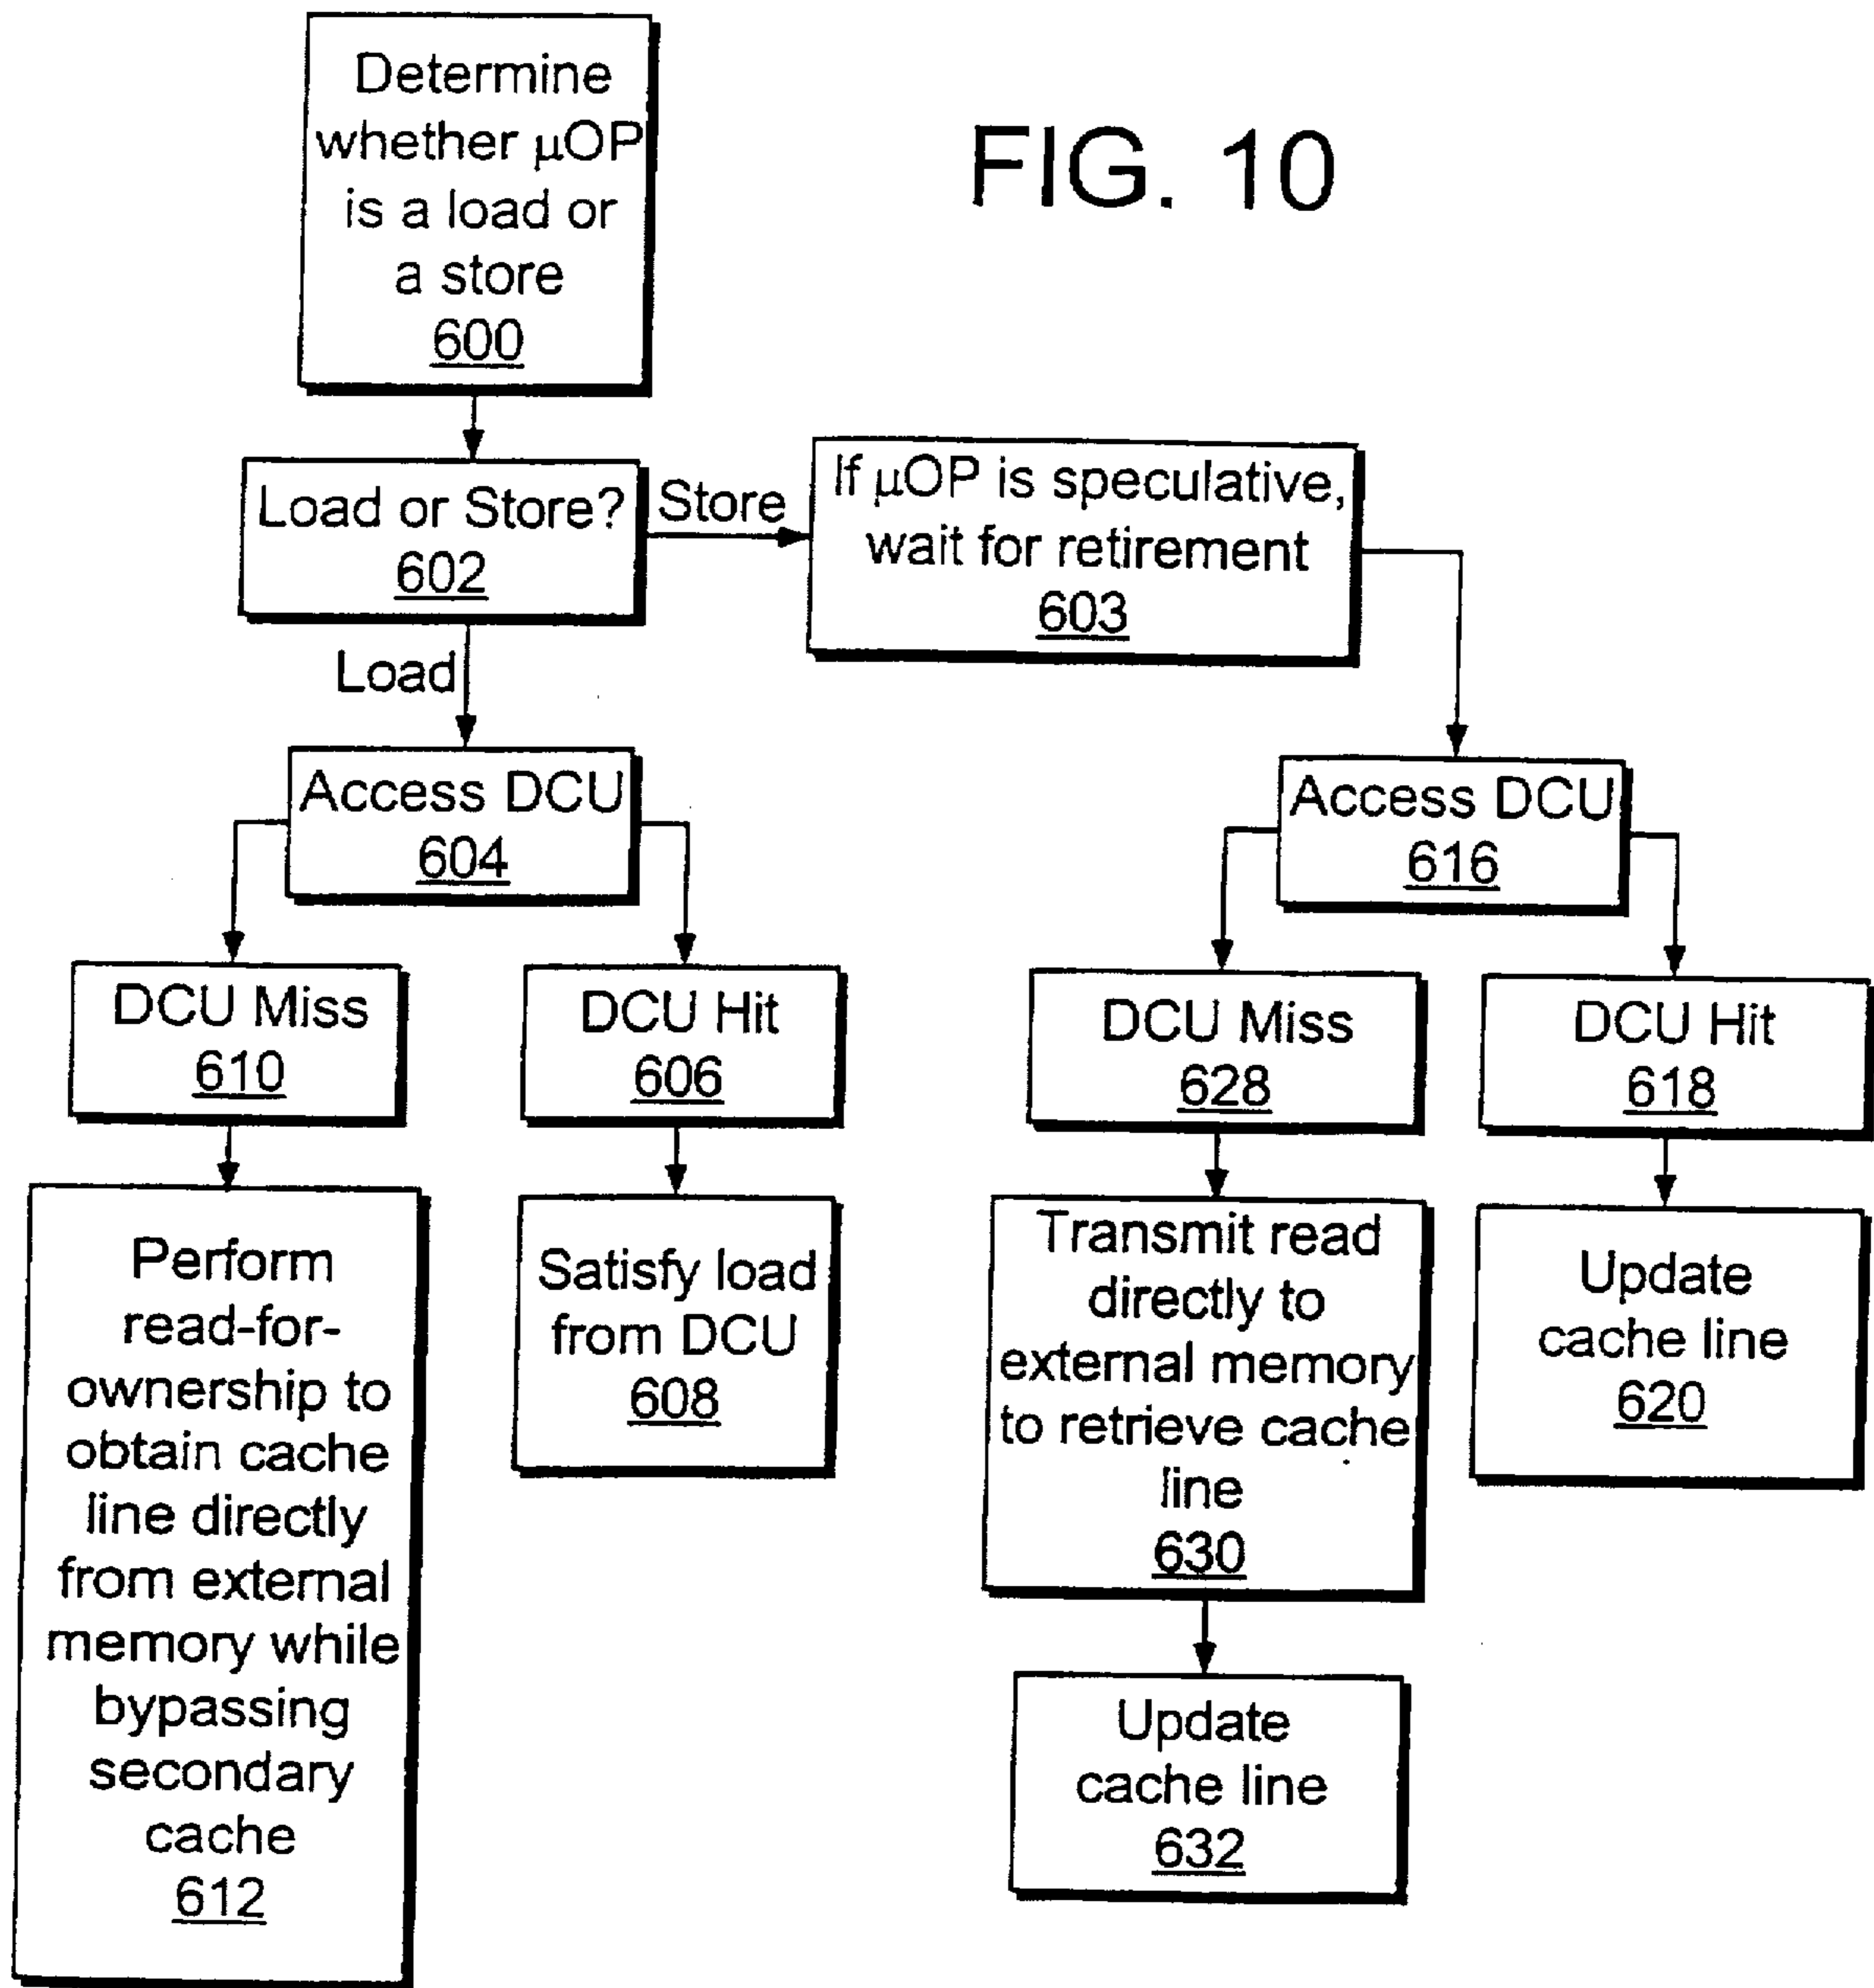 FIG. 10
Determine
whether μOP
is a load or
a store
600
Load or Store?
602
Store
If μOP is speculative,
wait for retirement
603
Load
Access DCU
604
Access DCU
616
DCU Miss
610
DCU Hit
606
DCU Miss
628
DCU Hit
618
Perform
read-for-
ownership to
obtain cache
line directly
from external
memory while
bypassing
secondary
cache
612
Satisfy load
from DCU
608
Transmit read
directly to
external memory
to retrieve cache
line
630
Update
cache line
620
Update
cache line
632